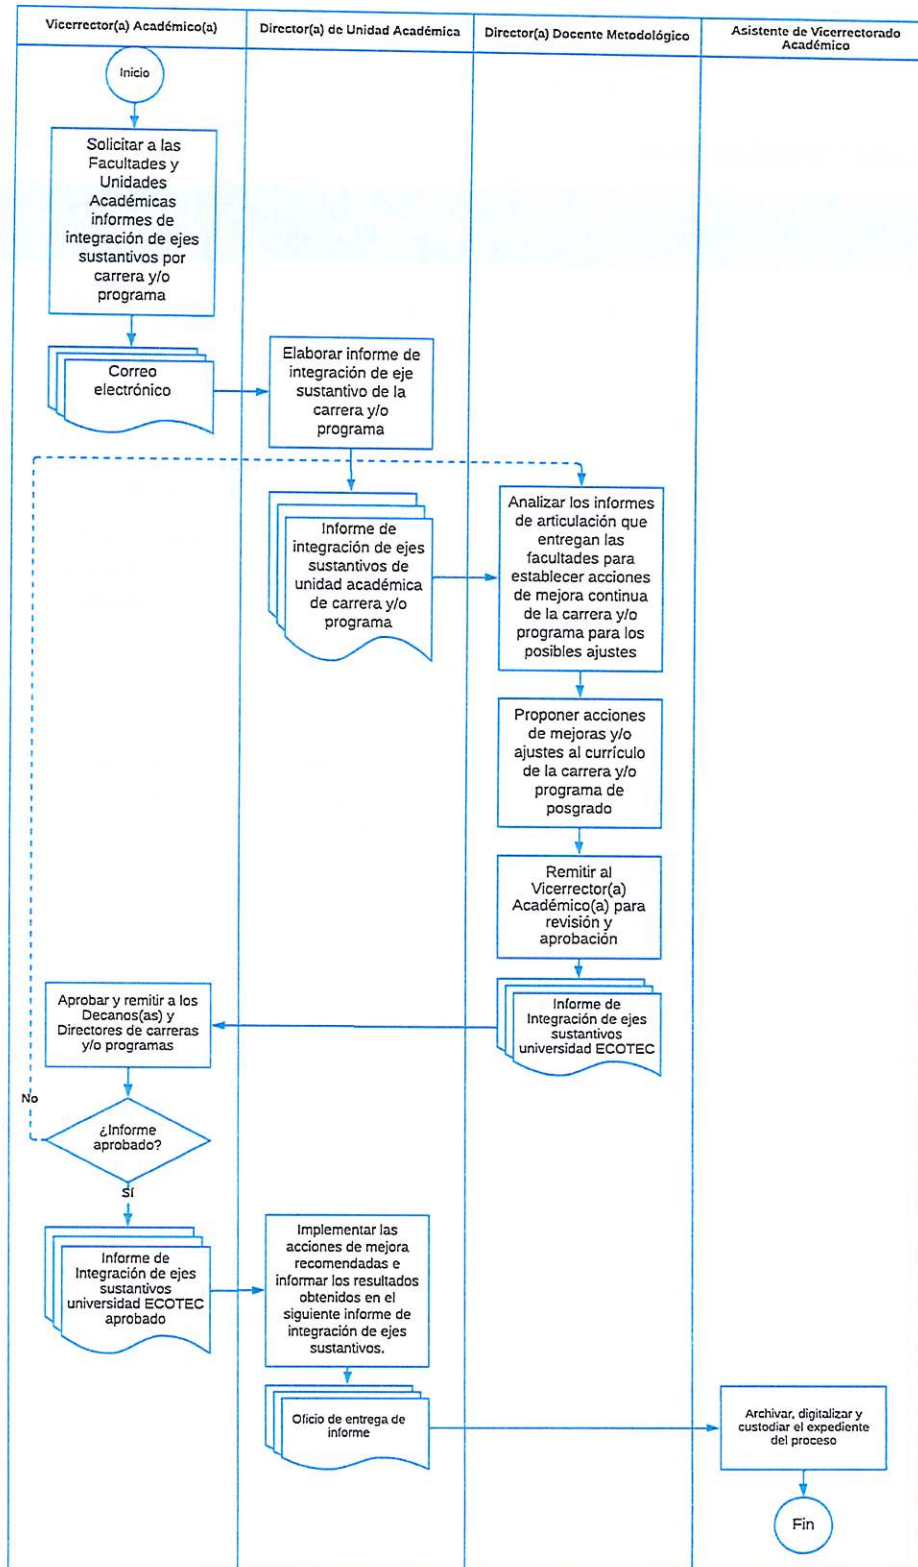 Vicerrector(a) Académico(a)
Director(a) de Unidad Académica
Director(a) Docente Metodológico
Asistente de Vicerrectorado
Académico
Inicio
Solicitar a las
Facultades y
Unidades
Académicas
informes de
integración de ejes
sustantivos por
carrera y/o
programa
Correo
electrónico
Elaborar informe de
integración de eje
sustantivo de la
carrera y/o
programa
Informe de
integración de ejes
sustantivos de
unidad académica
de carrera y/o
programa
Analizar los informes
de articulación que
entregan las
facultades para
establecer acciones
de mejora continua
de la carrera y/o
programa para los
posibles ajustes
Proponer acciones
de mejoras y/o
ajustes al currículo
de la carrera y/o
programa de
posgrado
Remitir al
Vicerrector(a)
Académico(a) para
revisión y
aprobación
Informe de
Integración de ejes
sustantivos
universidad ECOTEC
Aprobar y remitir a los
Decanos(as) y
Directores de carreras
y/o programas
No
¿Informe
aprobado?
Sí
Informe de
Integración de ejes
sustantivos
universidad ECOTEC
aprobado
Implementar las
acciones de mejora
recomendadas e
informar los resultados
obtenidos en el
siguiente informe de
integración de ejes
sustantivos.
Oficio de entrega de
informe
Archivar, digitalizar y
custodiar el expediente
del proceso
Fin